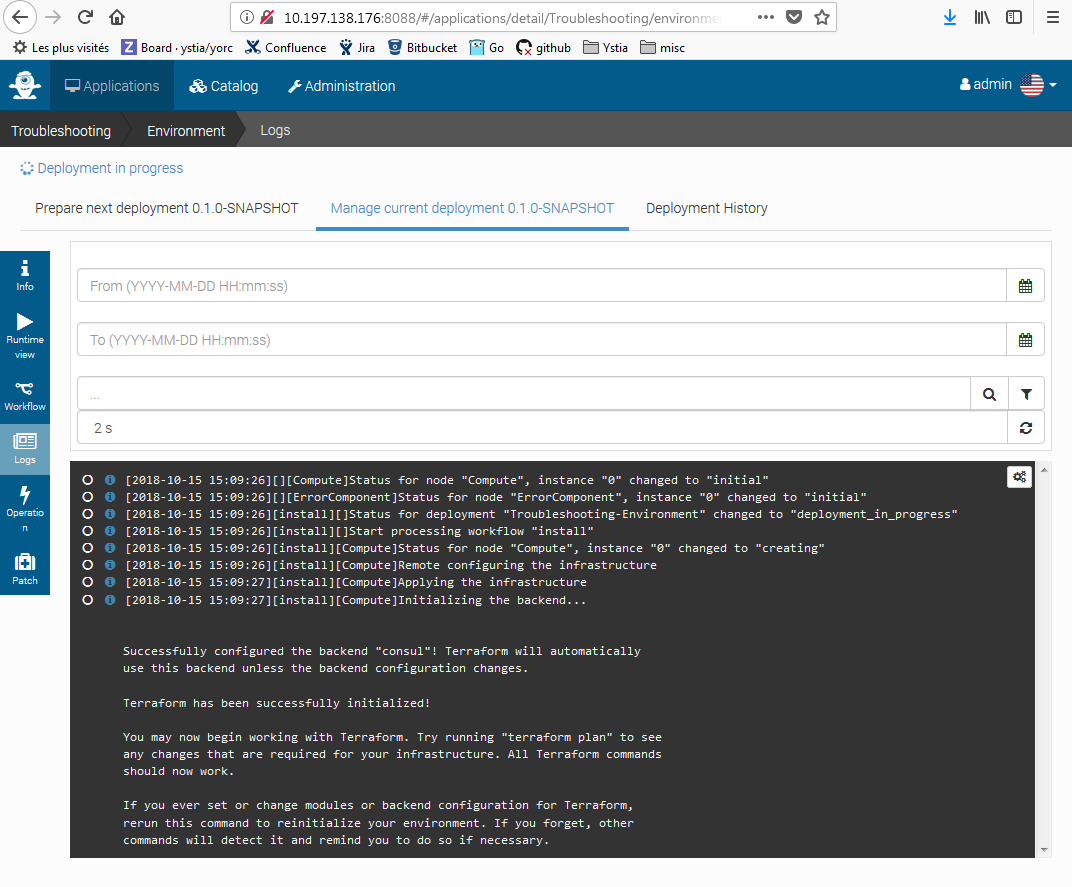 10.197.138.176:8088/#/applications/detail/Troubleshooting/environme
Les plus visités Board · ystia/yorc Confluence Jira Bitbucket Go github Ystia misc
Applications Catalog Administration admin
Troubleshooting Environment Logs
Deployment in progress
Prepare next deployment 0.1.0-SNAPSHOT Manage current deployment 0.1.0-SNAPSHOT Deployment History
Info
Runtime
view
Workflow
Logs
Operatio
n
Patch
From (YYYY-MM-DD HH:mm:ss)
To (YYYY-MM-DD HH:mm:ss)
...
2 s
[2018-10-15 15:09:26][][Compute]Status for node "Compute", instance "0" changed to "initial"
[2018-10-15 15:09:26][][ErrorComponent]Status for node "ErrorComponent", instance "0" changed to "initial"
[2018-10-15 15:09:26][install][]Status for deployment "Troubleshooting-Environment" changed to "deployment_in_progress"
[2018-10-15 15:09:26][install][]Start processing workflow "install"
[2018-10-15 15:09:26][install][Compute]Status for node "Compute", instance "0" changed to "creating"
[2018-10-15 15:09:26][install][Compute]Remote configuring the infrastructure
[2018-10-15 15:09:27][install][Compute]Applying the infrastructure
[2018-10-15 15:09:27][install][Compute]Initializing the backend...
Successfully configured the backend "consul"! Terraform will automatically
use this backend unless the backend configuration changes.
Terraform has been successfully initialized!
You may now begin working with Terraform. Try running "terraform plan" to see
any changes that are required for your infrastructure. All Terraform commands
should now work.
If you ever set or change modules or backend configuration for Terraform,
rerun this command to reinitialize your environment. If you forget, other
commands will detect it and remind you to do so if necessary.